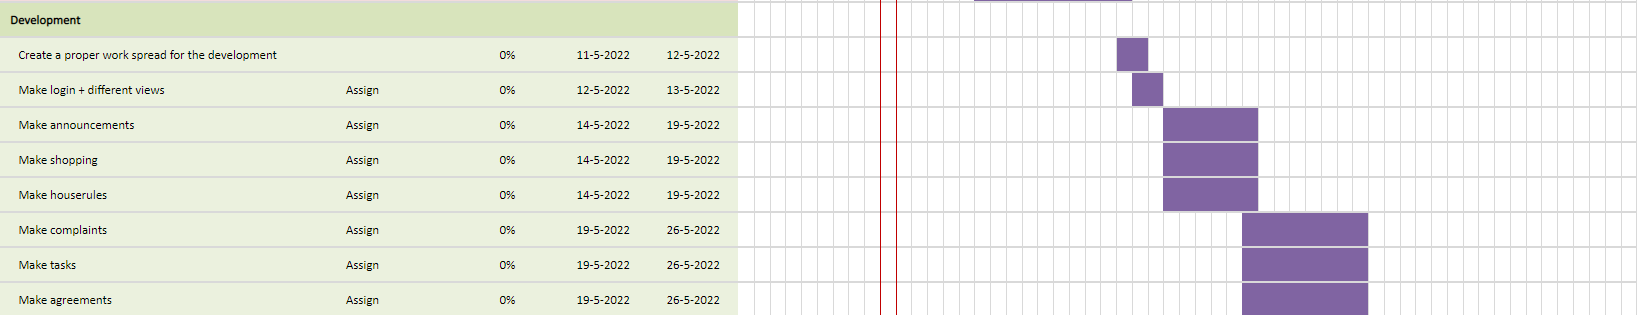 Development
Create a proper work spread for the development 0% 11-5-2022 12-5-2022
Make login + different views Assign 0% 12-5-2022 13-5-2022
Make announcements Assign 0% 14-5-2022 19-5-2022
Make shopping Assign 0% 14-5-2022 19-5-2022
Make houserules Assign 0% 14-5-2022 19-5-2022
Make complaints Assign 0% 19-5-2022 26-5-2022
Make tasks Assign 0% 19-5-2022 26-5-2022
Make agreements Assign 0% 19-5-2022 26-5-2022